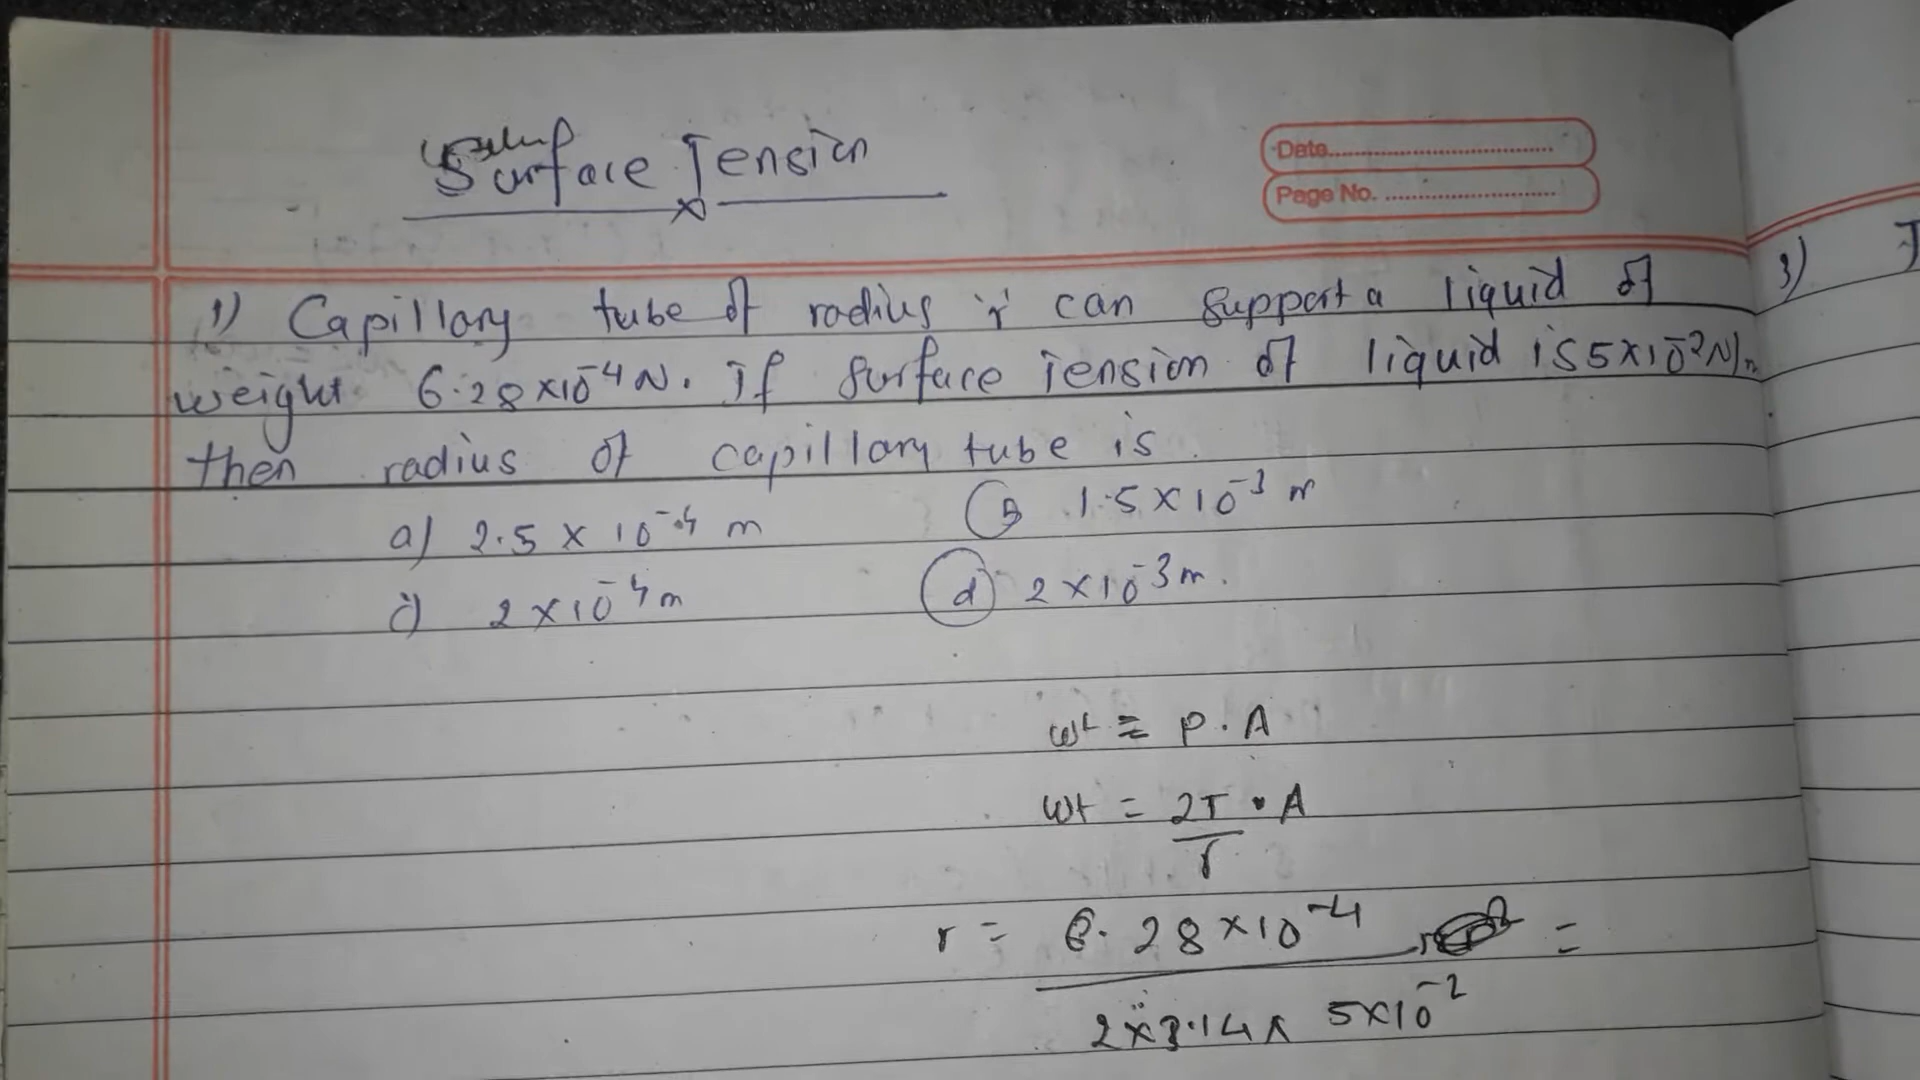 Surface Tension
Date
Page No.
1) Capillary tube of radius 'r' can support a liquid of
weight 6.28×10⁻⁴N. If surface Tension of liquid is 5×10⁻²N/m
then radius of capillary tube is.
a) 2.5 × 10⁻⁴ m
b 1.5 × 10⁻³ m
c) 2 × 10⁻⁴ m
d) 2 × 10⁻³ m.
wt = P . A
wt = 2T/r . A
r = 6.28 × 10⁻⁴ =
2 × 3.14 × 5×10⁻²
3)